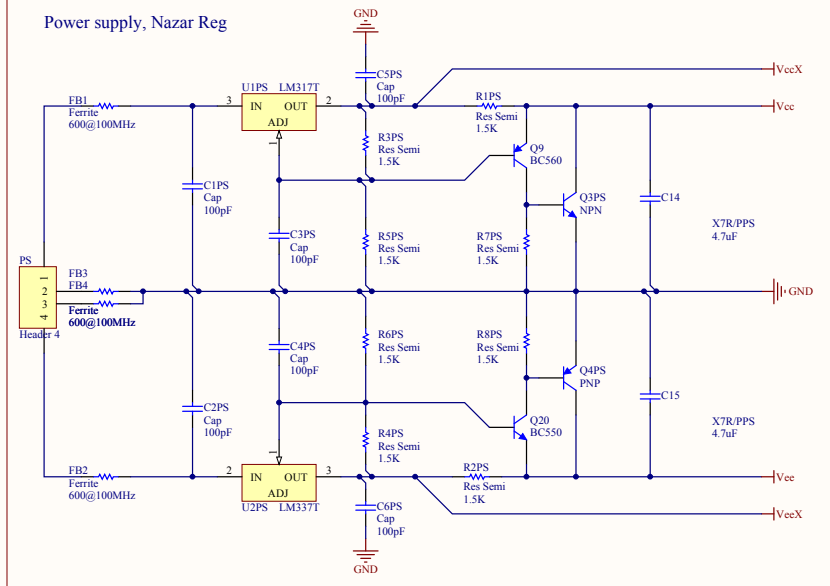 Power supply, Nazar Reg
GND
C5PS
Cap
100pF
VccX
U1PS LM317T
3 IN OUT 2
ADJ
1
FB1
Ferrite
600@100MHz
R1PS
Res Semi
1.5K
Vcc
R3PS
Res Semi
1.5K
Q9
BC560
C1PS
Cap
100pF
Q3PS
NPN
C14
X7R/PPS
4.7uF
C3PS
Cap
100pF
R5PS
Res Semi
1.5K
R7PS
Res Semi
1.5K
PS
1
2
3
4
Header 4
FB3
FB4
Ferrite
600@100MHz
GND
C4PS
Cap
100pF
R6PS
Res Semi
1.5K
R8PS
Res Semi
1.5K
Q4PS
PNP
C15
C2PS
Cap
100pF
R4PS
Res Semi
1.5K
Q20
BC550
X7R/PPS
4.7uF
FB2
Ferrite
600@100MHz
1
2 IN OUT 3
ADJ
U2PS LM337T
R2PS
Res Semi
1.5K
Vee
C6PS
Cap
100pF
VeeX
GND